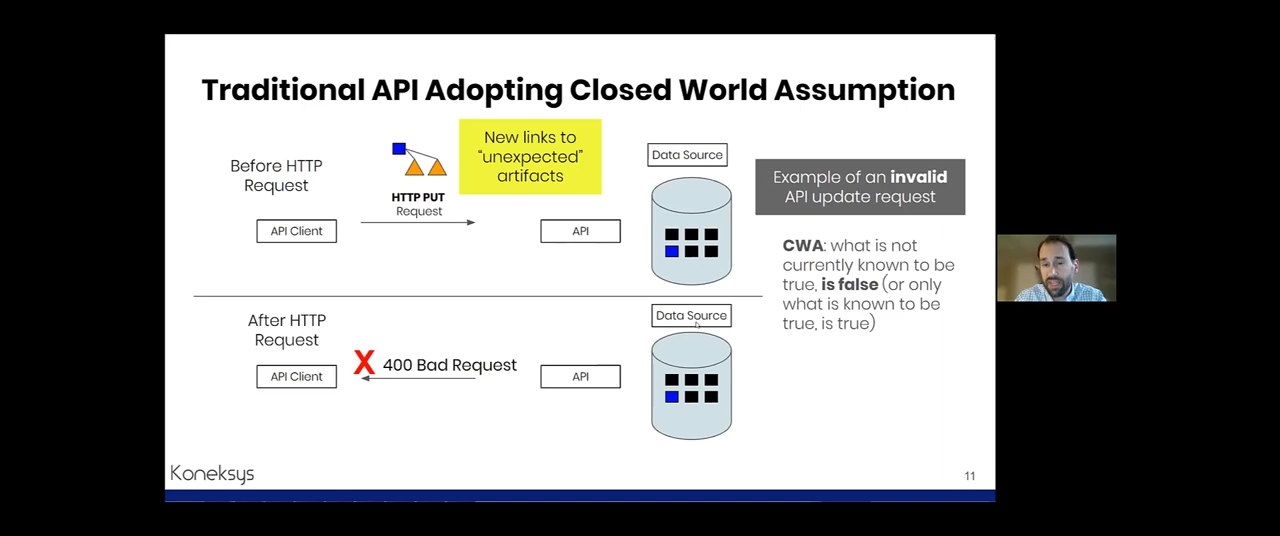 Traditional API Adopting Closed World Assumption
Before HTTP
Request
API Client
HTTP PUT
Request
New links to
"unexpected"
artifacts
API
Data Source
Example of an invalid
API update request
CWA: what is not
currently known to be
true, is false (or only
what is known to be
true, is true)
After HTTP
Request
API Client
X 400 Bad Request
API
Data Source
Koneksys
11